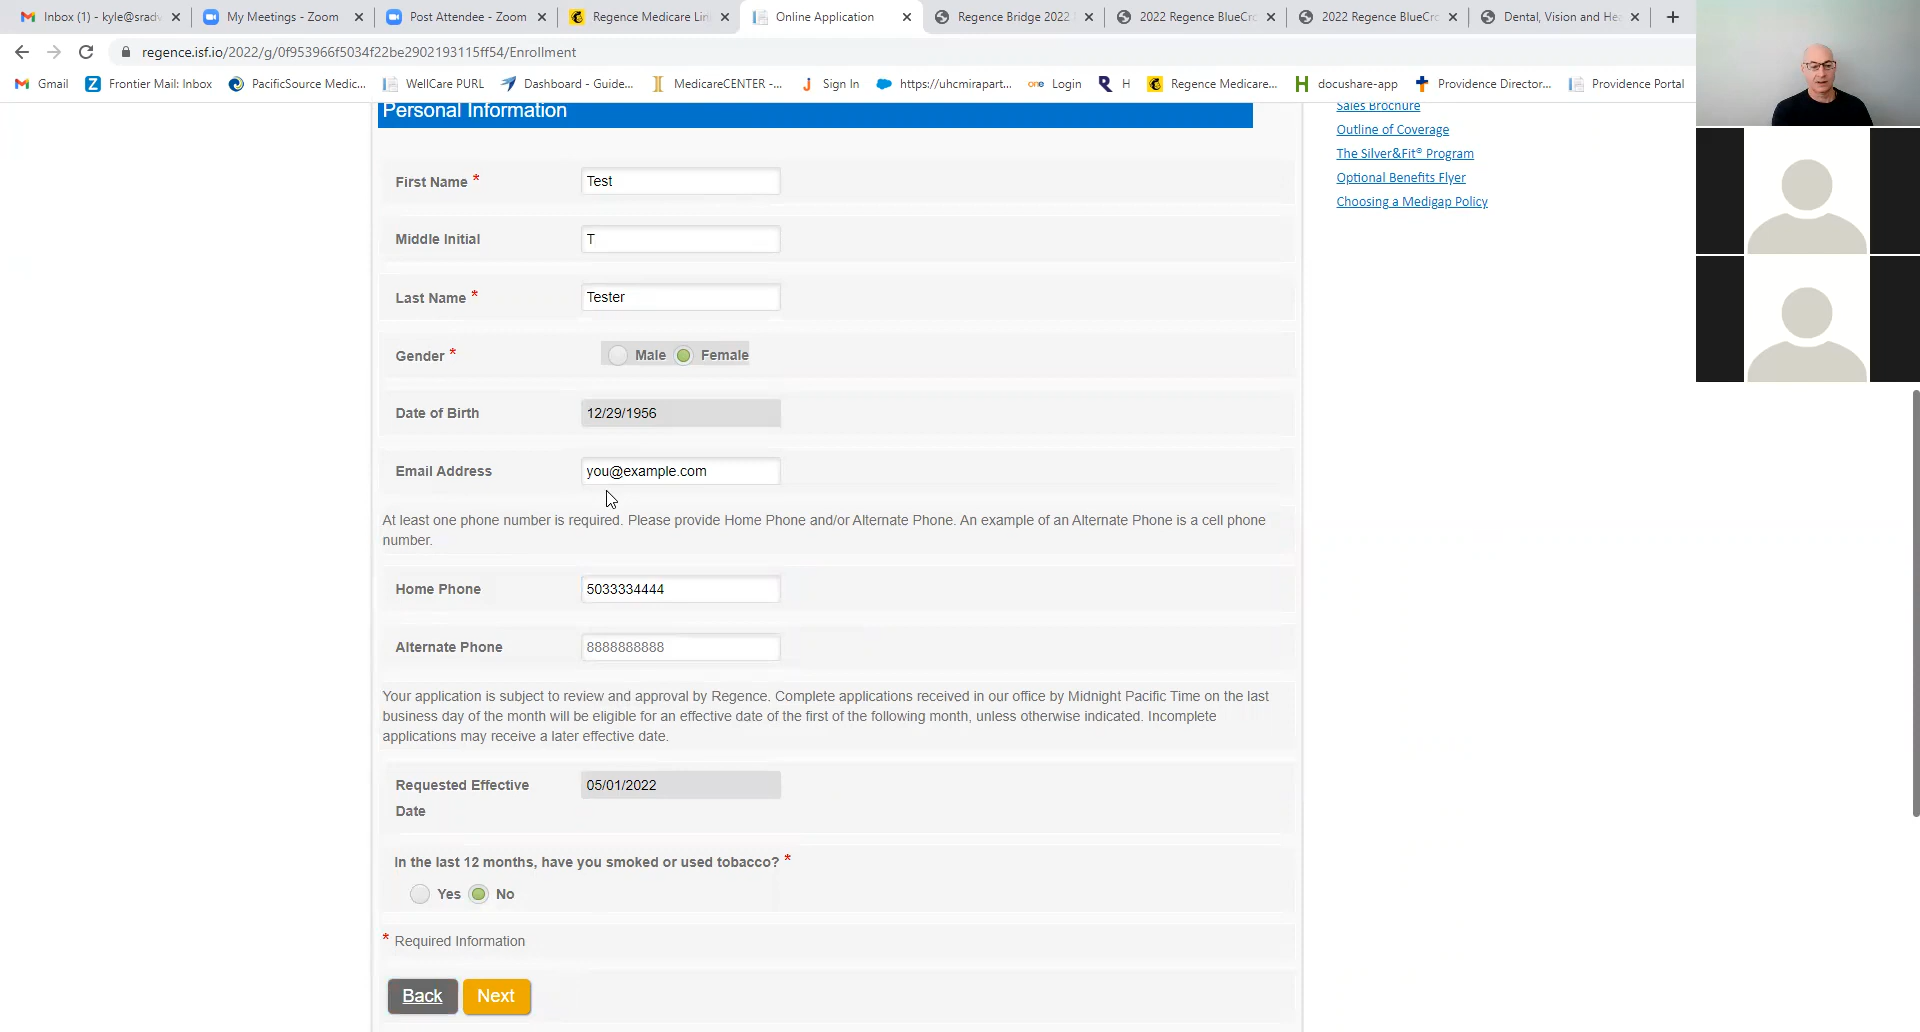 Inbox (1) - kyle@sradv
My Meetings - Zoom
Post Attendee - Zoom
Regence Medicare Lin
Online Application
Regence Bridge 2022
2022 Regence BlueCro
2022 Regence BlueCro
Dental, Vision and He
regence.isf.io/2022/g/0f953966f5034f22be2902193115ff54/Enrollment
Gmail
Frontier Mail: Inbox
PacificSource Medic...
WellCare PURL
Dashboard - Guide...
MedicareCENTER -...
Sign In
https://uhcmirapart...
one Login
H
Regence Medicare...
docushare-app
Providence Director...
Providence Portal
Personal Information
Sales Brochure
Outline of Coverage
The Silver&Fit® Program
Optional Benefits Flyer
Choosing a Medigap Policy
First Name * Test
Middle Initial T
Last Name * Tester
Gender * Male Female
Date of Birth 12/29/1956
Email Address you@example.com
At least one phone number is required. Please provide Home Phone and/or Alternate Phone. An example of an Alternate Phone is a cell phone
number.
Home Phone 5033334444
Alternate Phone 8888888888
Your application is subject to review and approval by Regence. Complete applications received in our office by Midnight Pacific Time on the last
business day of the month will be eligible for an effective date of the first of the following month, unless otherwise indicated. Incomplete
applications may receive a later effective date.
Requested Effective 05/01/2022
Date
In the last 12 months, have you smoked or used tobacco? *
Yes No
* Required Information
Back Next